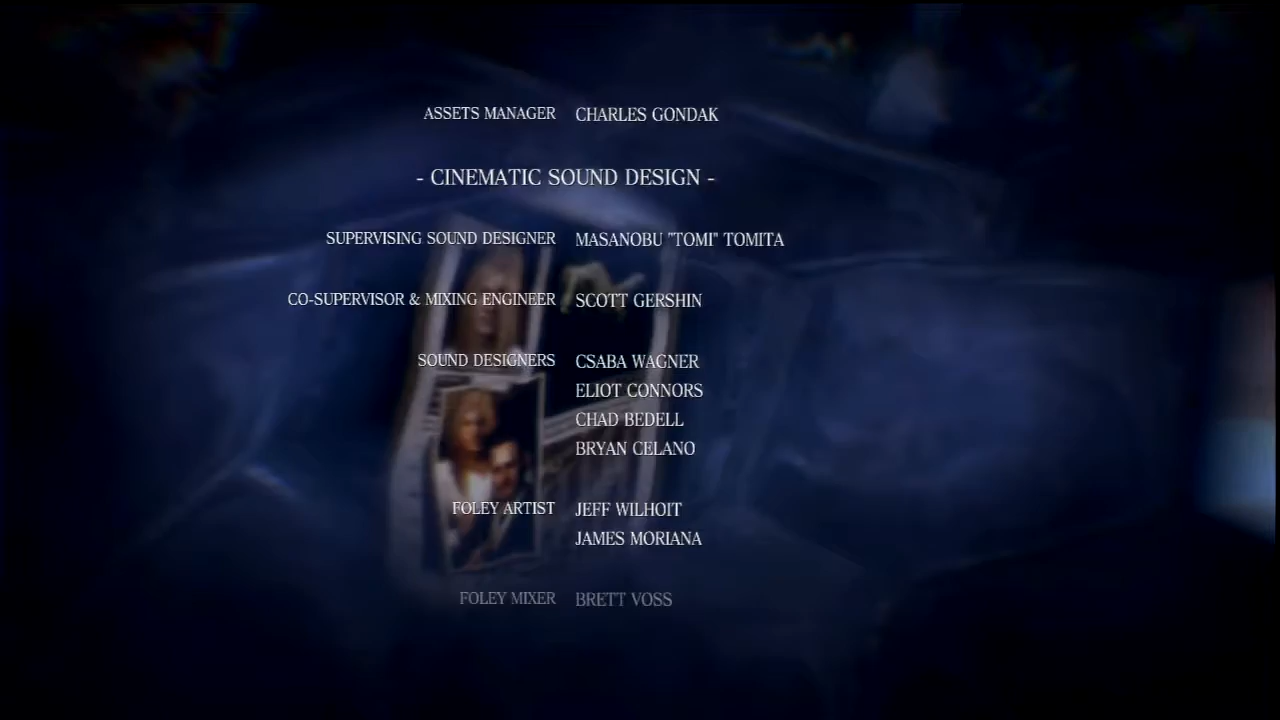 ASSETS MANAGER CHARLES GONDAK
- CINEMATIC SOUND DESIGN -
SUPERVISING SOUND DESIGNER MASANOBU "TOMI" TOMITA
CO-SUPERVISOR & MIXING ENGINEER SCOTT GERSHIN
SOUND DESIGNERS CSABA WAGNER
ELIOT CONNORS
CHAD BEDELL
BRYAN CELANO
FOLEY ARTIST JEFF WILHOIT
JAMES MORIANA
FOLEY MIXER BRETT VOSS